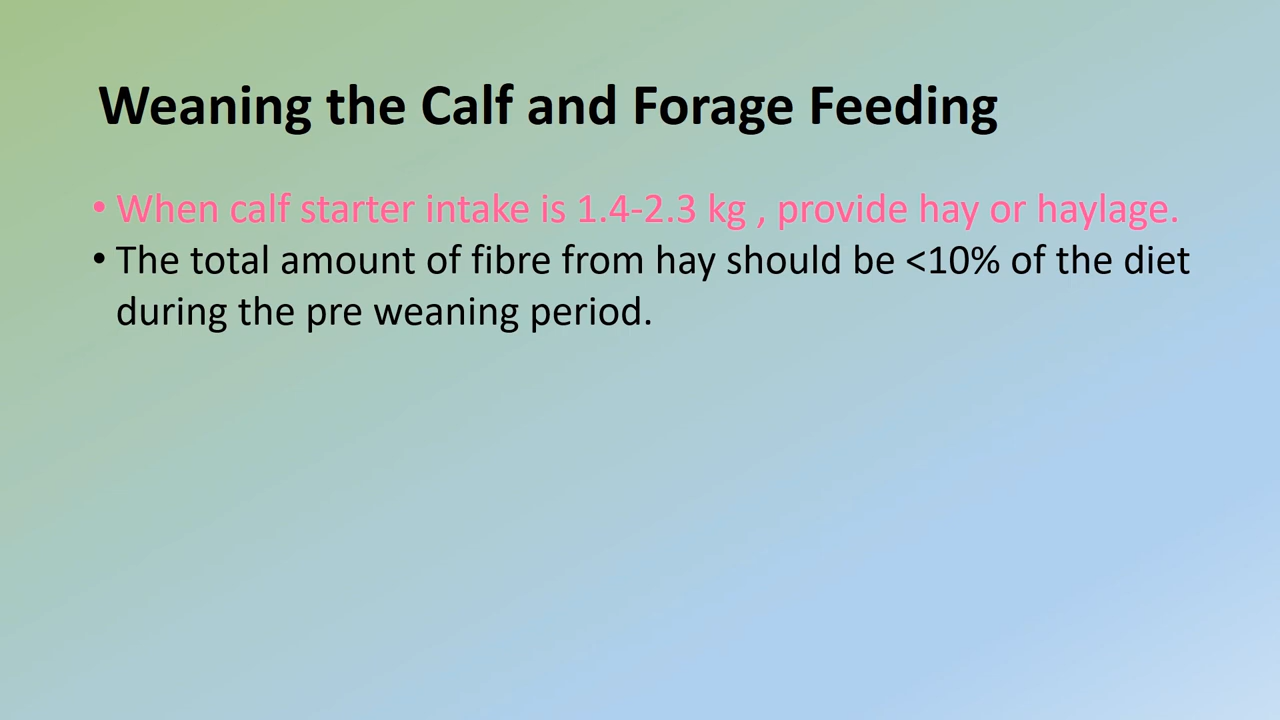 Weaning the Calf and Forage Feeding
• When calf starter intake is 1.4-2.3 kg , provide hay or haylage.
• The total amount of fibre from hay should be <10% of the diet
during the pre weaning period.